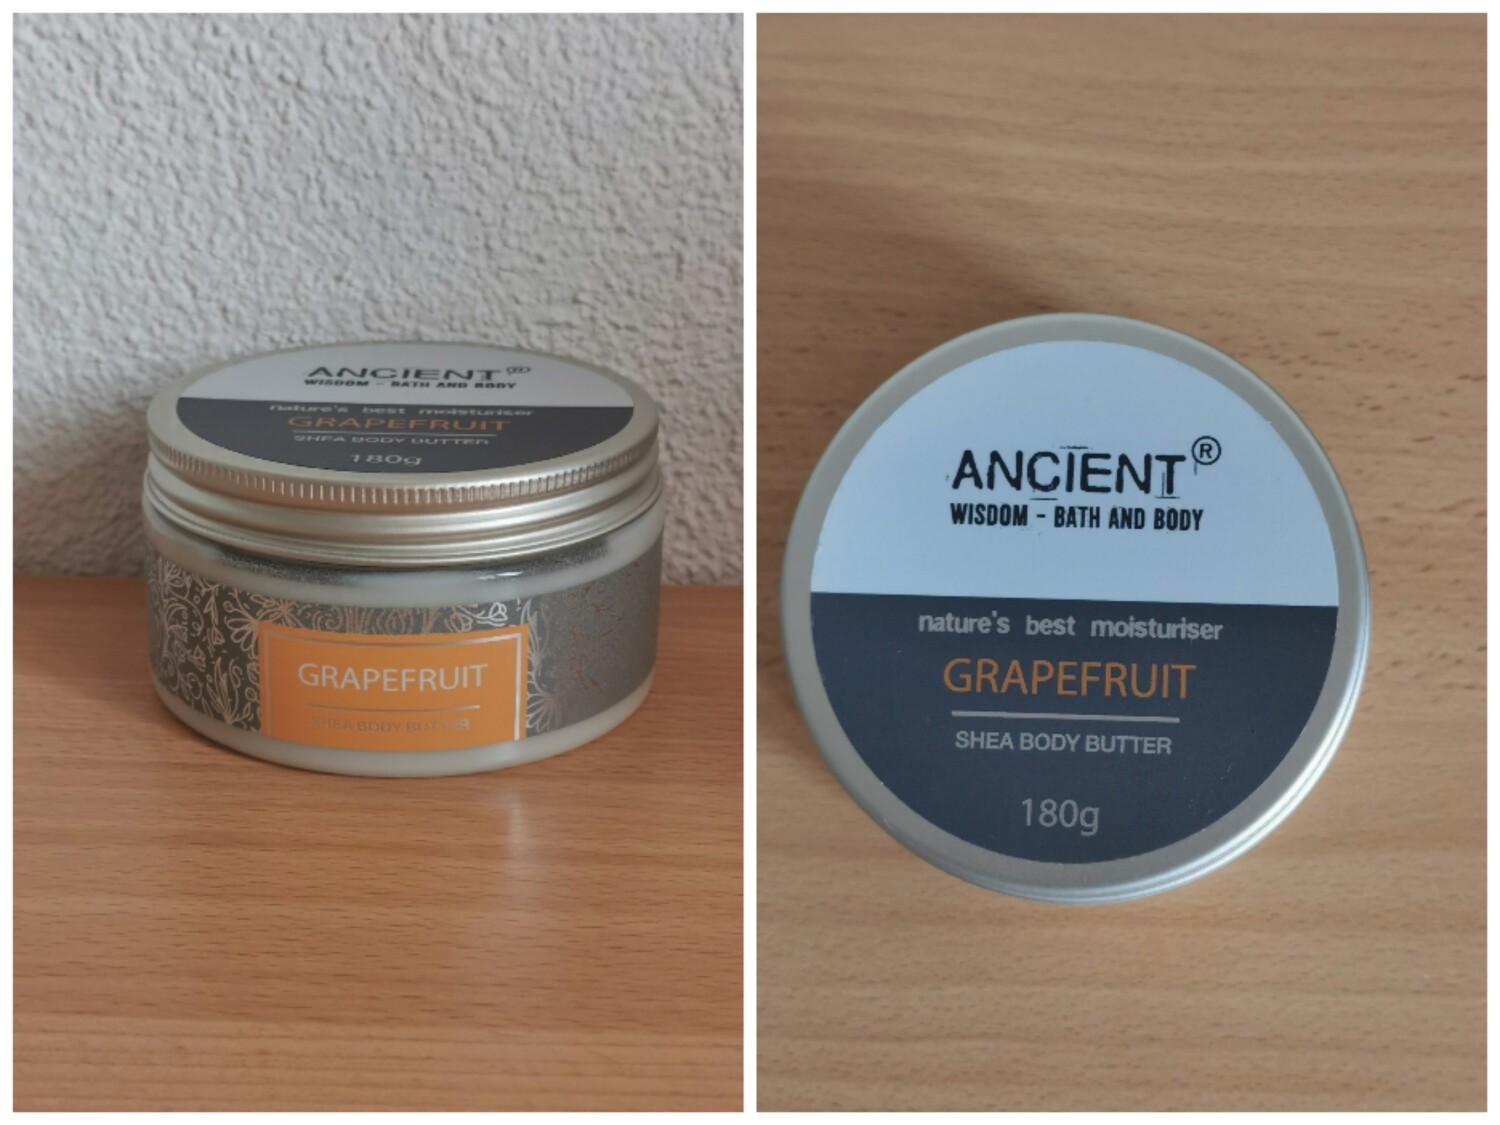 ANCIENT®
WISDOM - BATH AND BODY
nature's best moisturiser
GRAPEFRUIT
SHEA BODY BUTTER
180g
GRAPEFRUIT
SHEA BODY BUTTER
ANCIENT®
WISDOM - BATH AND BODY
nature's best moisturiser
GRAPEFRUIT
SHEA BODY BUTTER
180g